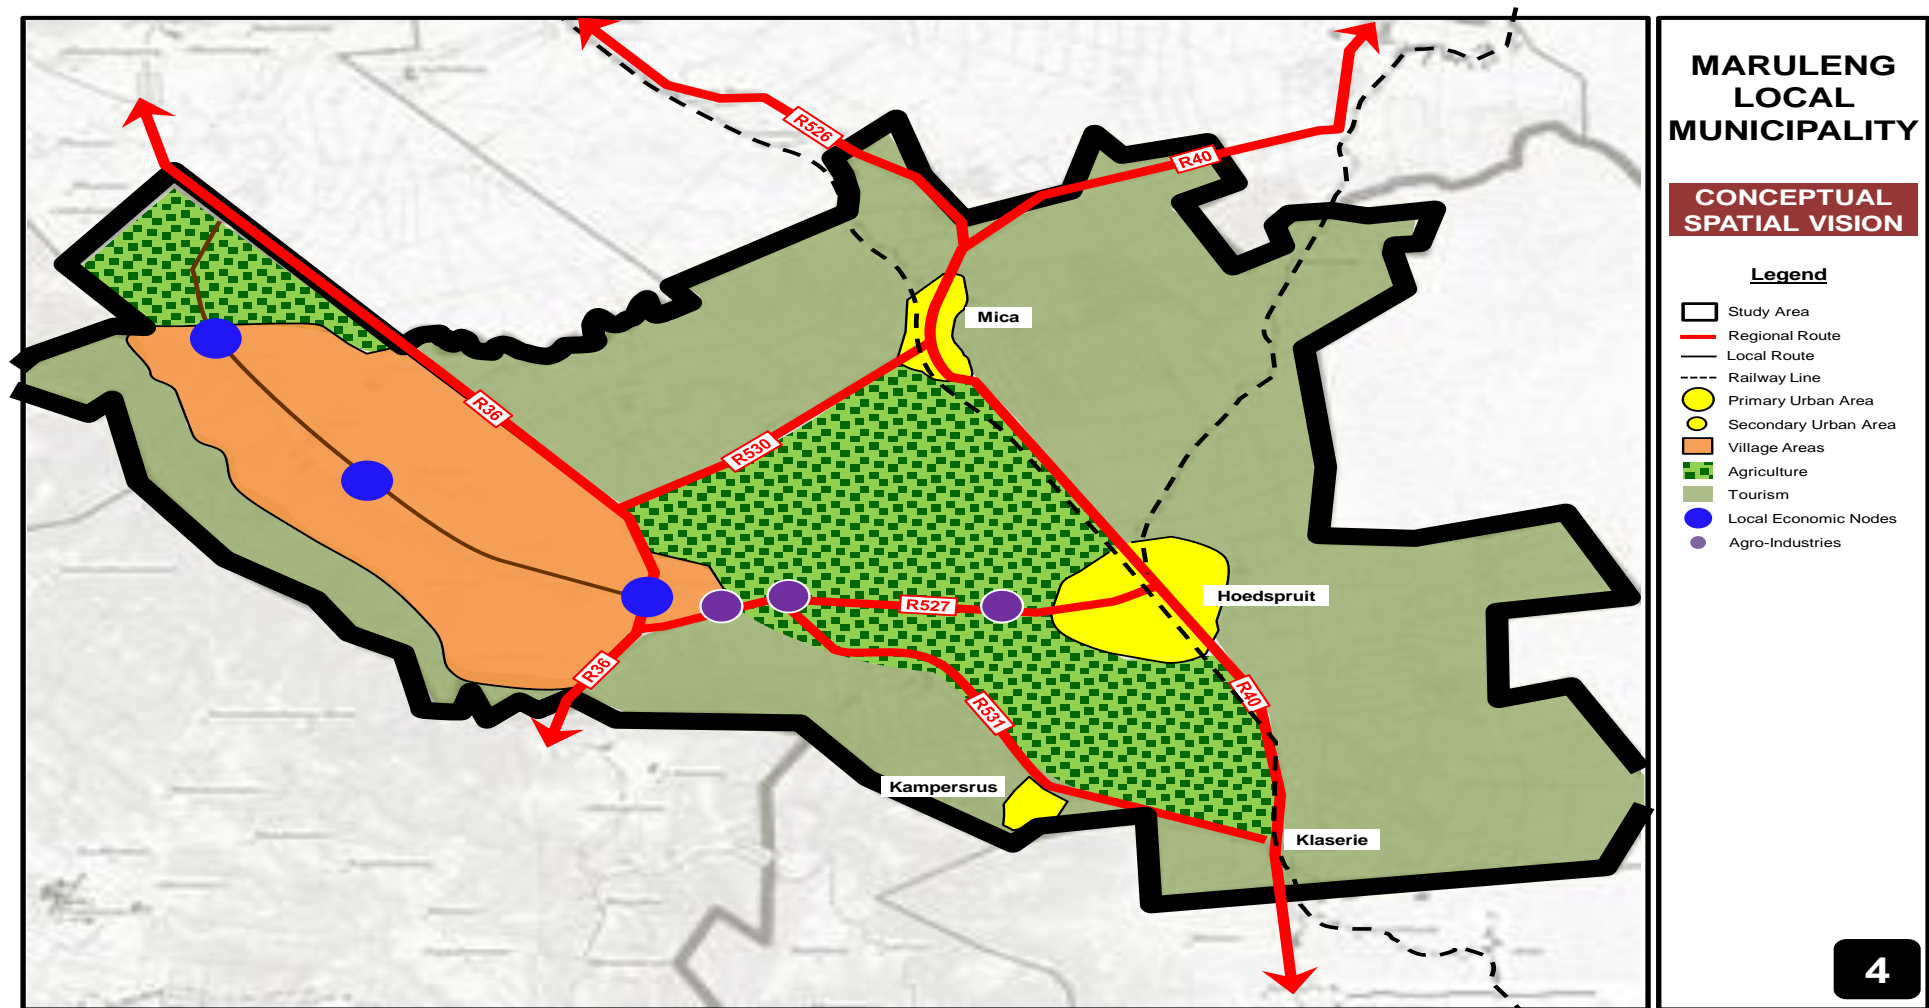 MARULENG
LOCAL
MUNICIPALITY
CONCEPTUAL
SPATIAL VISION
Legend
Study Area
Regional Route
Local Route
Railway Line
Primary Urban Area
Secondary Urban Area
Village Areas
Agriculture
Tourism
Local Economic Nodes
Agro-Industries
4
R526
R40
Mica
R36
R530
Hoedspruit
R527
R36
R40
R531
Kampersrus
Klaserie